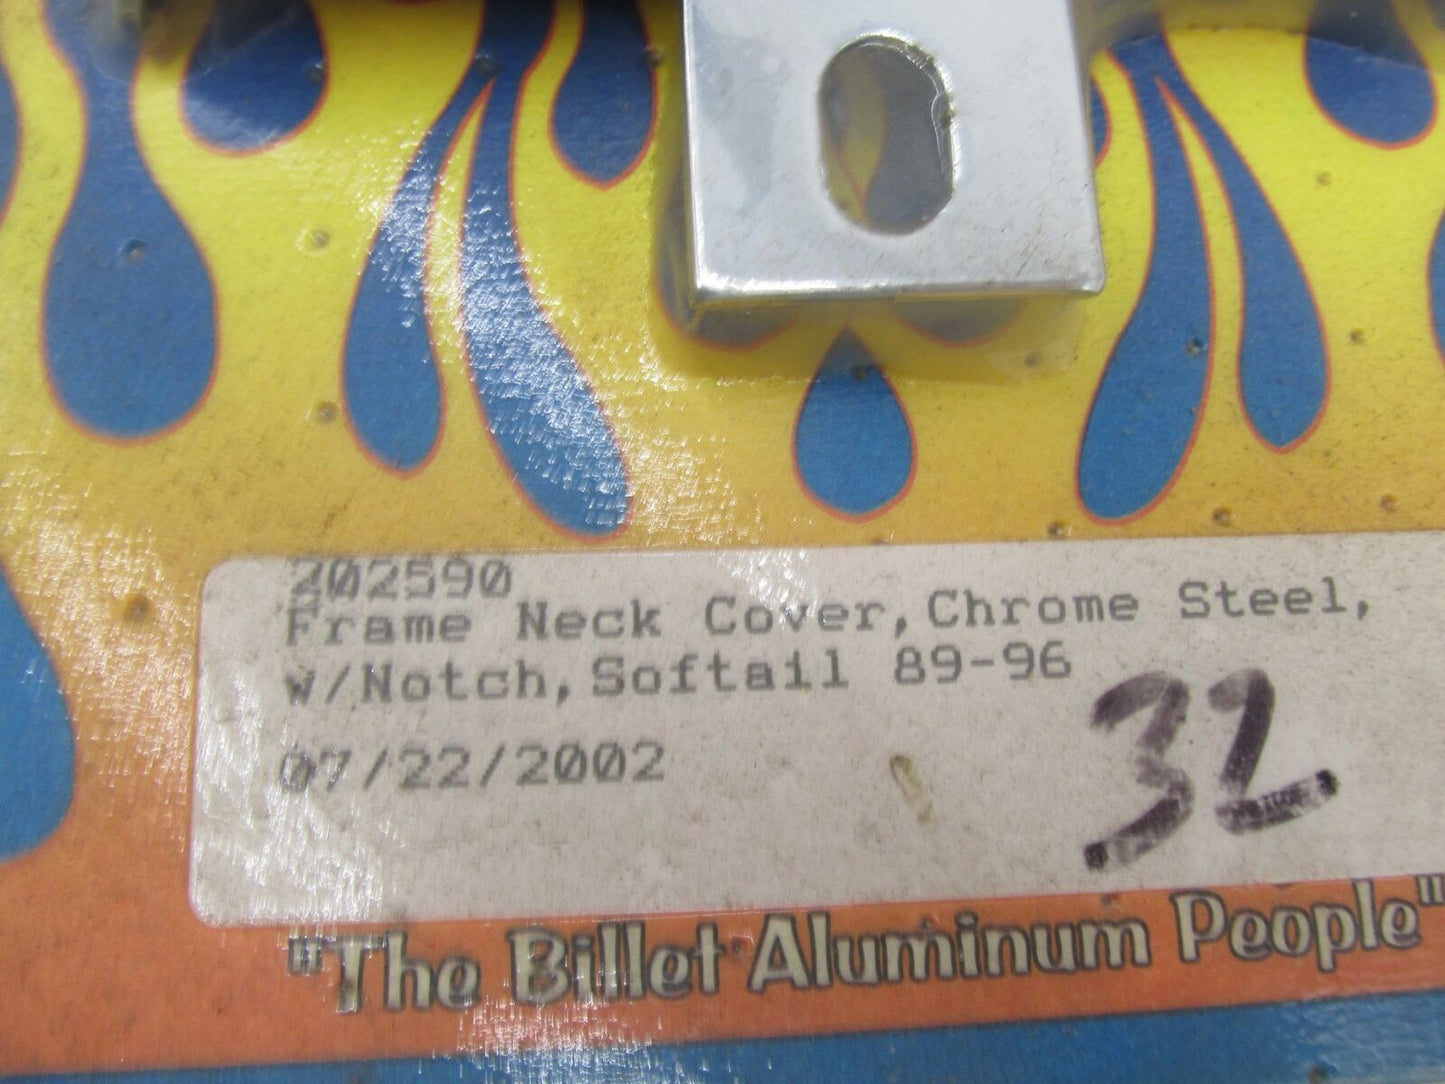 202590
Frame Neck Cover,Chrome Steel,
w/Notch,Softail 89-96
07/22/2002
32
"The Billet Aluminum People"